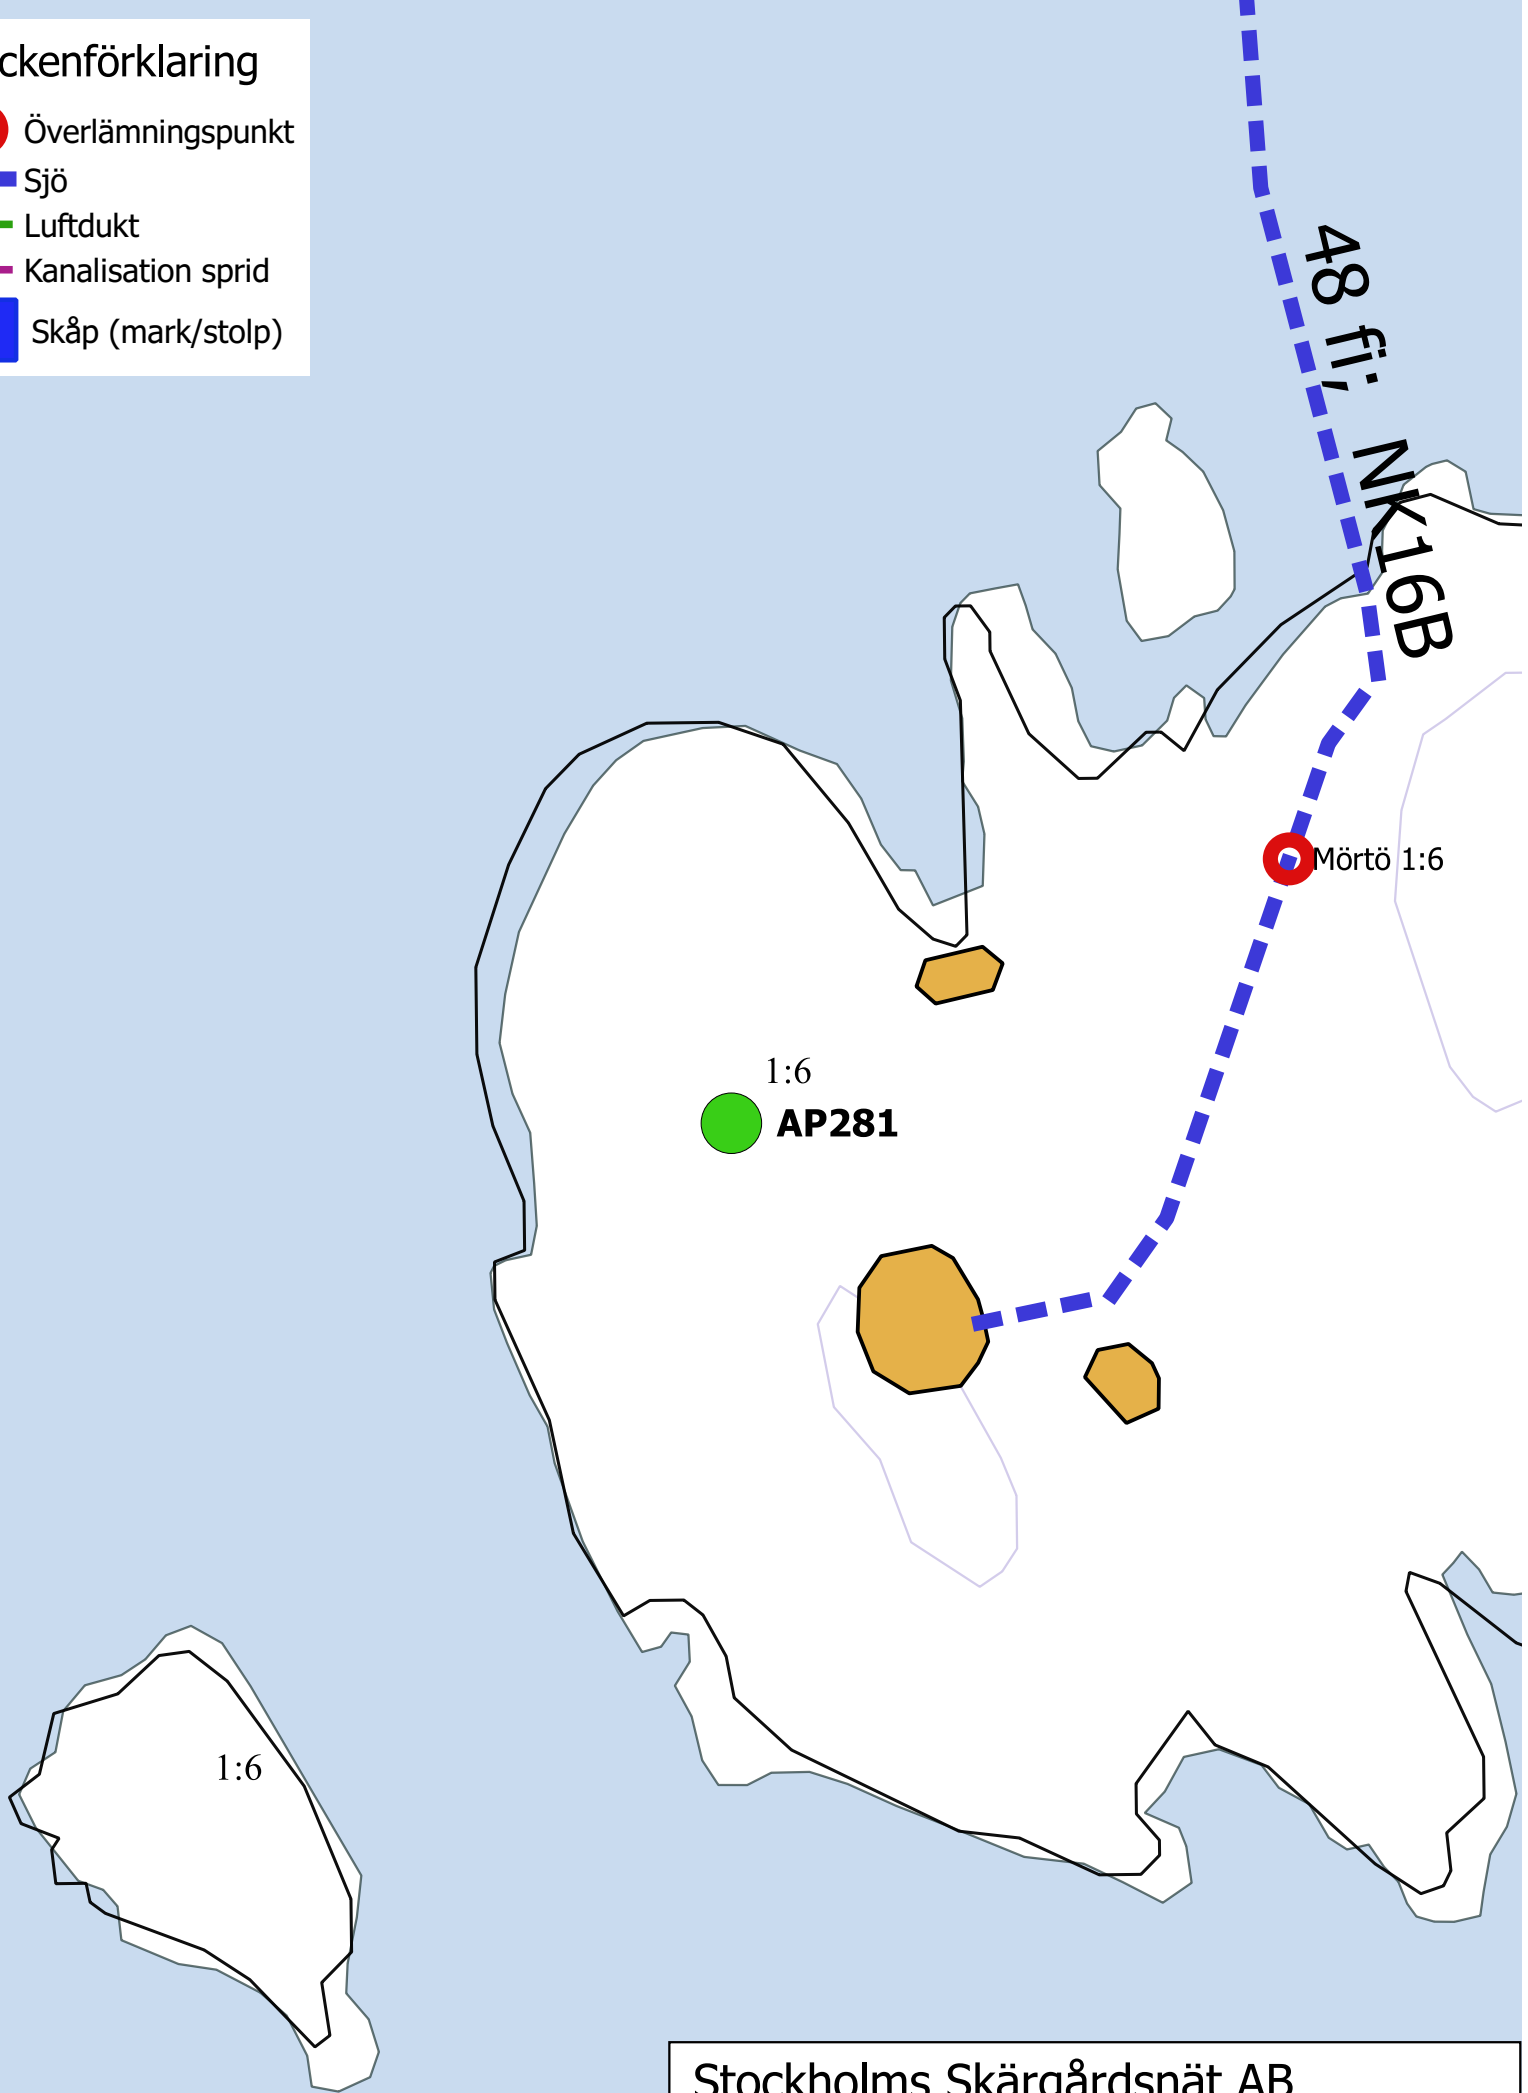 ckenförklaring
Överlämningspunkt
Sjö
Luftdukt
Kanalisation sprid
Skåp (mark/stolp)
48 fi; NK16B
Mörtö 1:6
1:6
AP281
1:6
Stockholms Skärgårdsnät AB